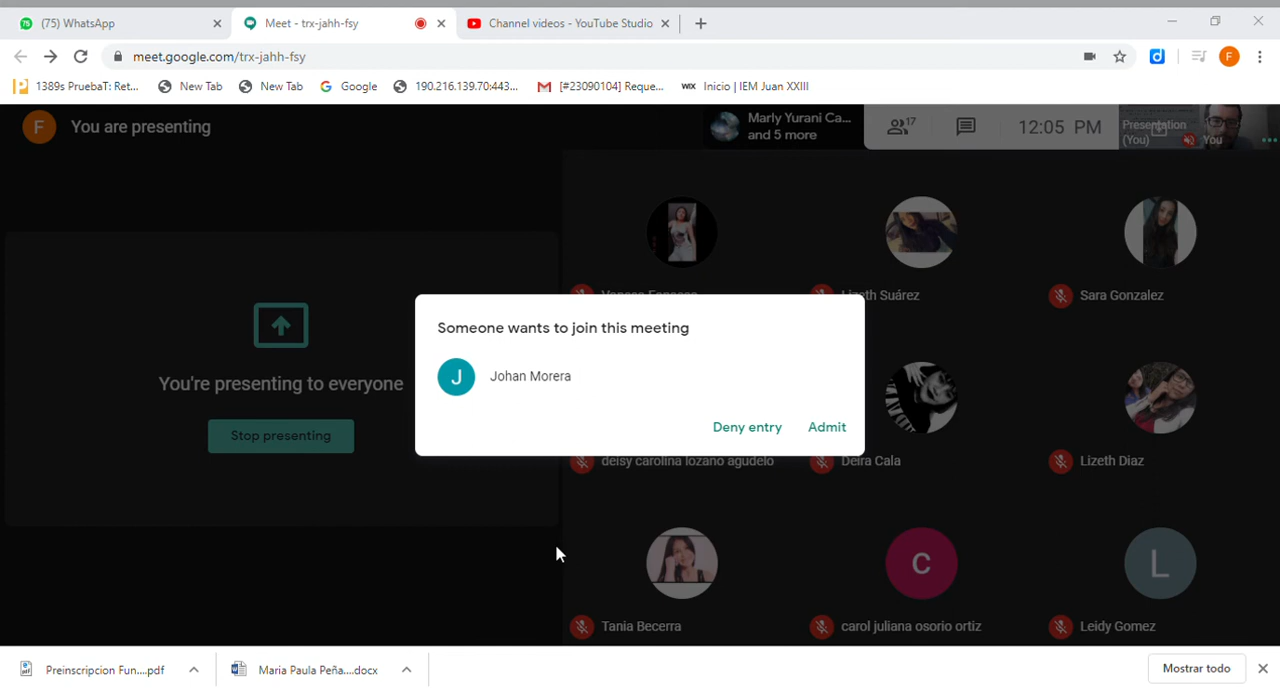 75
(75) WhatsApp
Meet - trx-jahh-fsy
Channel videos - YouTube Studio
meet.google.com/trx-jahh-fsy
F
1389s PruebaT: Ret...
New Tab
New Tab
Google
190.216.139.70:443...
[#23090104] Reque...
WIX Inicio | IEM Juan XXIII
F
You are presenting
Marly Yurani Ca...
and 5 more
17
12:05 PM
Presentation
(You)
You
Lizeth Suárez
Sara Gonzalez
You're presenting to everyone
Stop presenting
Someone wants to join this meeting
J
Johan Morera
Deny entry
Admit
deisy carolina lozano agudelo
Deira Cala
Lizeth Diaz
C
L
Tania Becerra
carol juliana osorio ortiz
Leidy Gomez
Preinscripcion Fun....pdf
Maria Paula Peña....docx
Mostrar todo